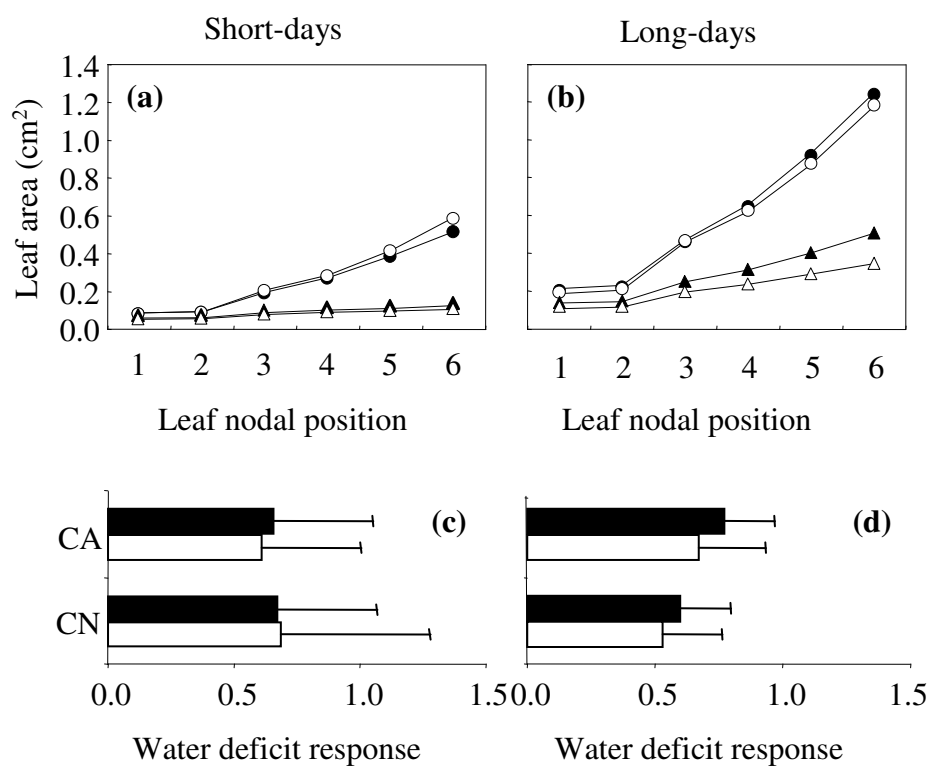 Short-days
Long-days
Leaf area (cm²)
1.4
1.2
1.0
0.8
0.6
0.4
0.2
0.0
(a)
(b)
1 2 3 4 5 6
1 2 3 4 5 6
Leaf nodal position
Leaf nodal position
CA
CN
(c)
(d)
0.0 0.5 1.0 1.5
0.0 0.5 1.0 1.5
Water deficit response
Water deficit response